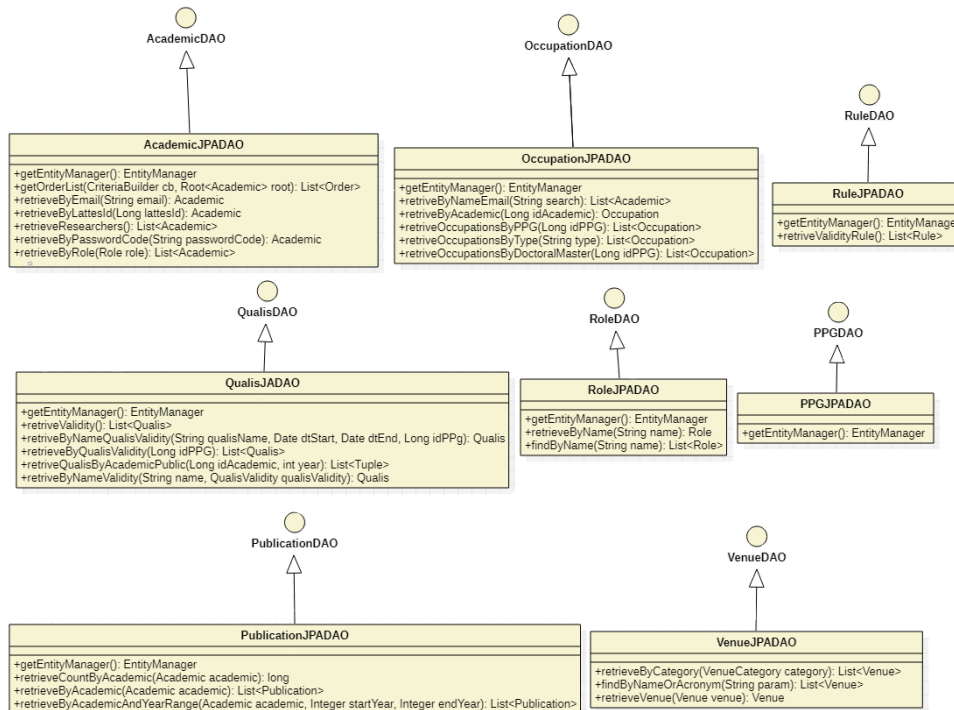 AcademicDAO
AcademicJPADAO
+getEntityManager(): EntityManager
+getOrderList(CriteriaBuilder cb, Root<Academic> root): List<Order>
+retrieveByEmail(String email): Academic
+retrieveByLattesId(Long lattesId): Academic
+retrieveResearchers(): List<Academic>
+retrieveByPasswordCode(String passwordCode): Academic
+retrieveByRole(Role role): List<Academic>
OccupationDAO
OccupationJPADAO
+getEntityManager(): EntityManager
+retriveByNameEmail(String search): List<Academic>
+retriveByAcademic(Long idAcademic): Occupation
+retriveOccupationsByPPG(Long idPPG): List<Occupation>
+retriveOccupationsByType(String type): List<Occupation>
+retriveOccupationsByDoctoralMaster(Long idPPG): List<Occupation>
RuleDAO
RuleJPADAO
+getEntityManager(): EntityManager
+retriveValidityRule(): List<Rule>
QualisDAO
QualisJADAO
+getEntityManager(): EntityManager
+retriveValidity(): List<Qualis>
+retrieveByNameQualisValidity(String qualisName, Date dtStart, Date dtEnd, Long idPPg): Qualis
+retrieveByQualisValidity(Long idPPG): List<Qualis>
+retriveQualisByAcademicPublic(Long idAcademic, int year): List<Tuple>
+retriveByNameValidity(String name, QualisValidity qualisValidity): Qualis
RoleDAO
RoleJPADAO
+getEntityManager(): EntityManager
+retrieveByName(String name): Role
+findByName(String name): List<Role>
PPGDAO
PPGJPADAO
+getEntityManager(): EntityManager
PublicationDAO
PublicationJPADAO
+getEntityManager(): EntityManager
+retrieveCountByAcademic(Academic academic): long
+retrieveByAcademic(Academic academic): List<Publication>
+retrieveByAcademicAndYearRange(Academic academic, Integer startYear, Integer endYear): List<Publication>
VenueDAO
VenueJPADAO
+retrieveByCategory(VenueCategory category): List<Venue>
+findByNameOrAcronym(String param): List<Venue>
+retrieveVenue(Venue venue): Venue